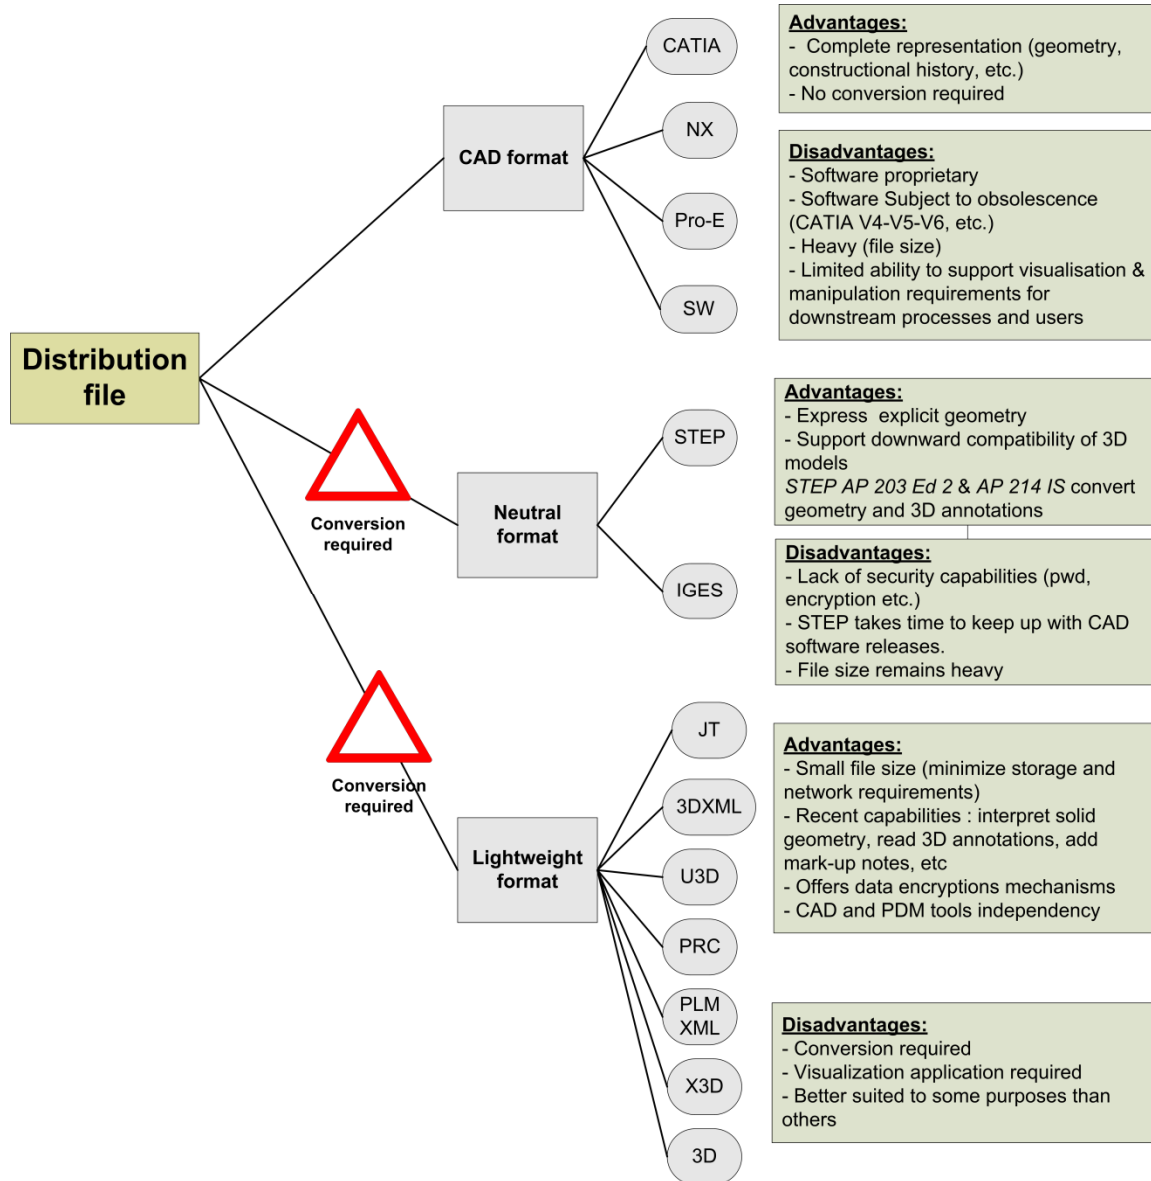 CATIA
NX
Pro-E
SW
CAD format
Advantages:
-  Complete representation (geometry,
constructional history, etc.)
- No conversion required
Disadvantages:
- Software proprietary
- Software Subject to obsolescence
(CATIA V4-V5-V6, etc.)
- Heavy (file size)
- Limited ability to support visualisation &
manipulation requirements for
downstream processes and users
Distribution
file
Conversion
required
Neutral
format
STEP
IGES
Advantages:
- Express  explicit geometry
- Support downward compatibility of 3D
models
STEP AP 203 Ed 2 & AP 214 IS convert
geometry and 3D annotations
Disadvantages:
- Lack of security capabilities (pwd,
encryption etc.)
- STEP takes time to keep up with CAD
software releases.
- File size remains heavy
Conversion
required
Lightweight
format
JT
3DXML
U3D
PRC
PLM
XML
X3D
3D
Advantages:
- Small file size (minimize storage and
network requirements)
- Recent capabilities : interpret solid
geometry, read 3D annotations, add
mark-up notes, etc
- Offers data encryptions mechanisms
- CAD and PDM tools independency
Disadvantages:
- Conversion required
- Visualization application required
- Better suited to some purposes than
others